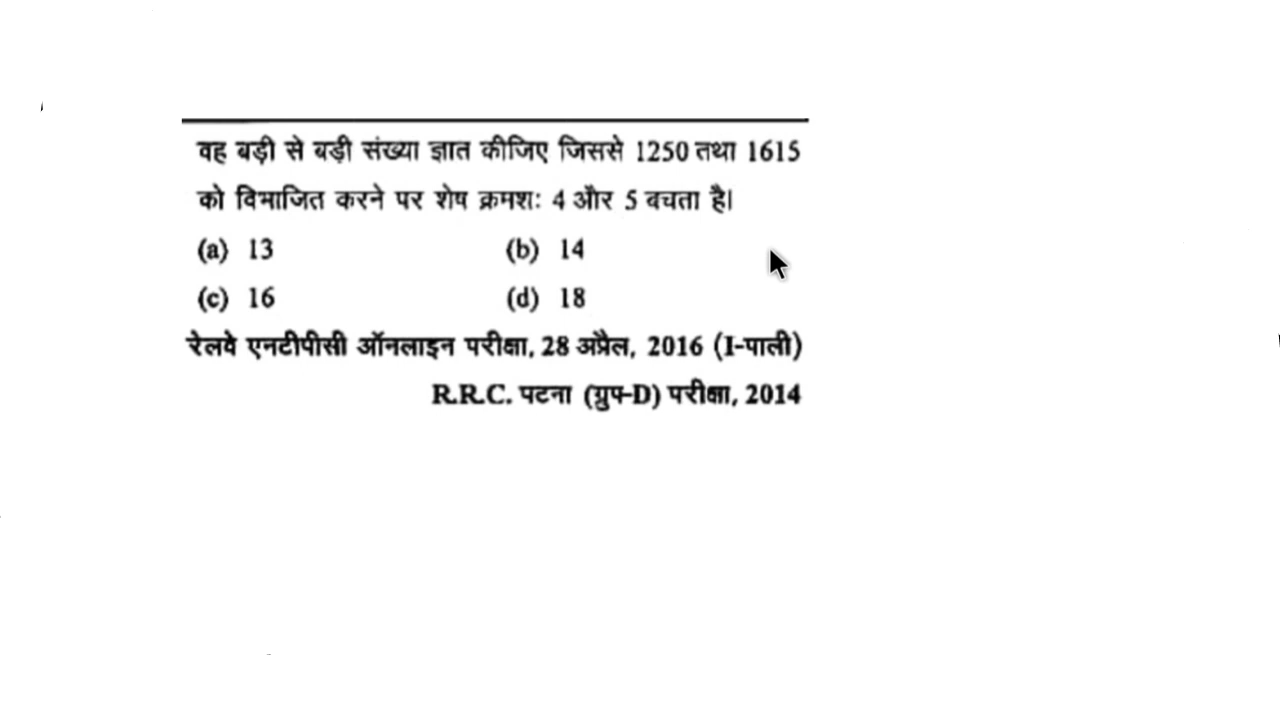 वह बड़ी से बड़ी संख्या ज्ञात कीजिए जिससे 1250 तथा 1615
को विभाजित करने पर शेष क्रमशः 4 और 5 बचता है।
(a) 13 (b) 14
(c) 16 (d) 18
रेलवे एनटीपीसी ऑनलाइन परीक्षा, 28 अप्रैल, 2016 (I-पाली)
R.R.C. पटना (ग्रुप-D) परीक्षा, 2014